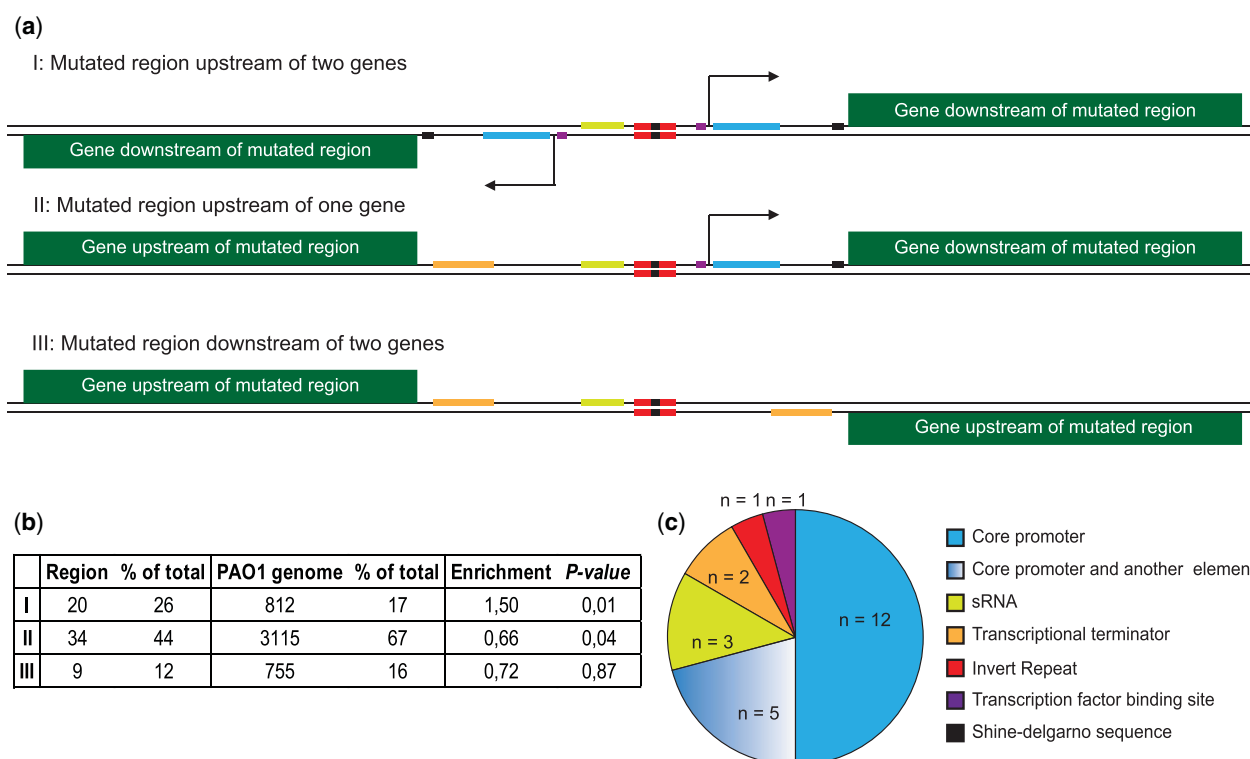 (a)
I: Mutated region upstream of two genes
Gene downstream of mutated region
Gene downstream of mutated region
II: Mutated region upstream of one gene
Gene upstream of mutated region
Gene downstream of mutated region
III: Mutated region downstream of two genes
Gene upstream of mutated region
Gene upstream of mutated region
(b)
Region % of total PAO1 genome % of total Enrichment P-value
I 20 26 812 17 1,50 0,01
II 34 44 3115 67 0,66 0,04
III 9 12 755 16 0,72 0,87
(c)
n = 1 n = 1
n = 2
n = 12
n = 3
n = 5
Core promoter
Core promoter and another elemen
sRNA
Transcriptional terminator
Invert Repeat
Transcription factor binding site
Shine-delgarno sequence